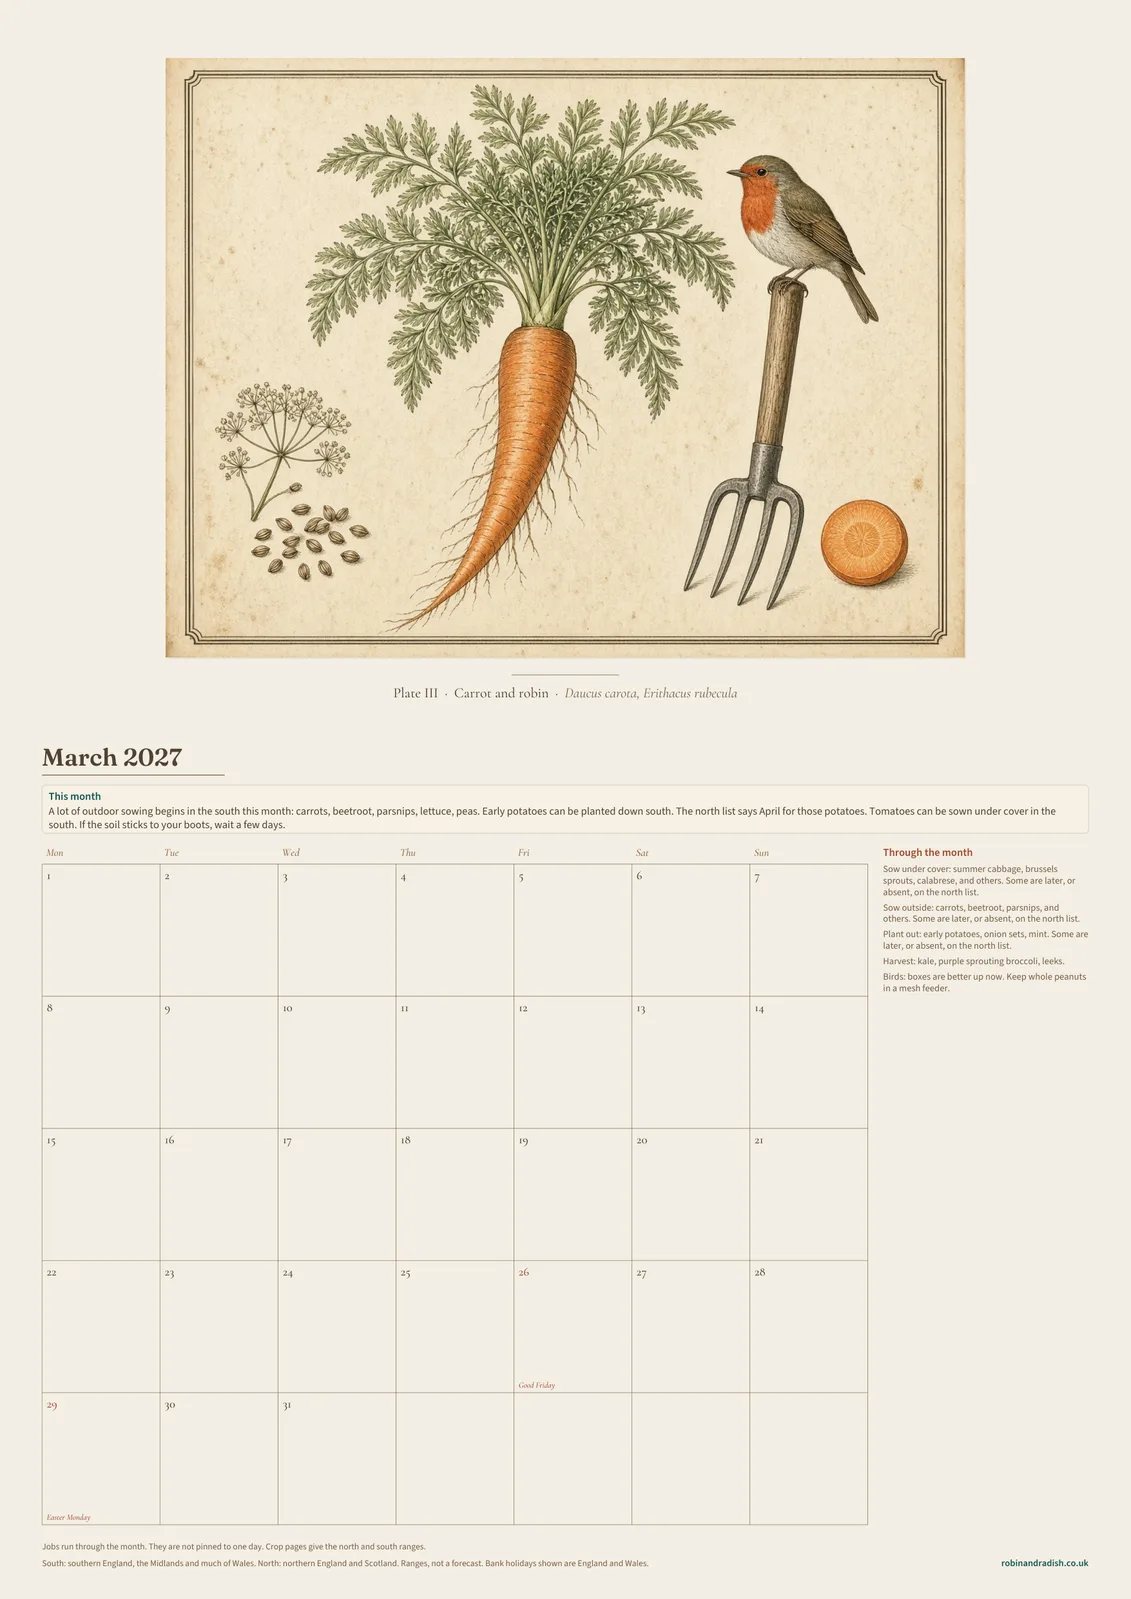 Plate III · Carrot and robin · Daucus carota, Erithacus rubecula
March 2027
This month
A lot of outdoor sowing begins in the south this month: carrots, beetroot, parsnips, lettuce, peas. Early potatoes can be planted down south. The north list says April for those potatoes. Tomatoes can be sown under cover in the
south. If the soil sticks to your boots, wait a few days.
Mon Tue Wed Thu Fri Sat Sun
1 2 3 4 5 6 7
8 9 10 11 12 13 14
15 16 17 18 19 20 21
22 23 24 25 26 27 28
Good Friday
29 30 31
Easter Monday
Through the month
Sow under cover: summer cabbage, brussels
sprouts, calabrese, and others. Some are later, or
absent, on the north list.
Sow outside: carrots, beetroot, parsnips, and
others. Some are later, or absent, on the north list.
Plant out: early potatoes, onion sets, mint. Some are
later, or absent, on the north list.
Harvest: kale, purple sprouting broccoli, leeks.
Birds: boxes are better up now. Keep whole peanuts
in a mesh feeder.
Jobs run through the month. They are not pinned to one day. Crop pages give the north and south ranges.
South: southern England, the Midlands and much of Wales. North: northern England and Scotland. Ranges, not a forecast. Bank holidays shown are England and Wales.
robinandradish.co.uk